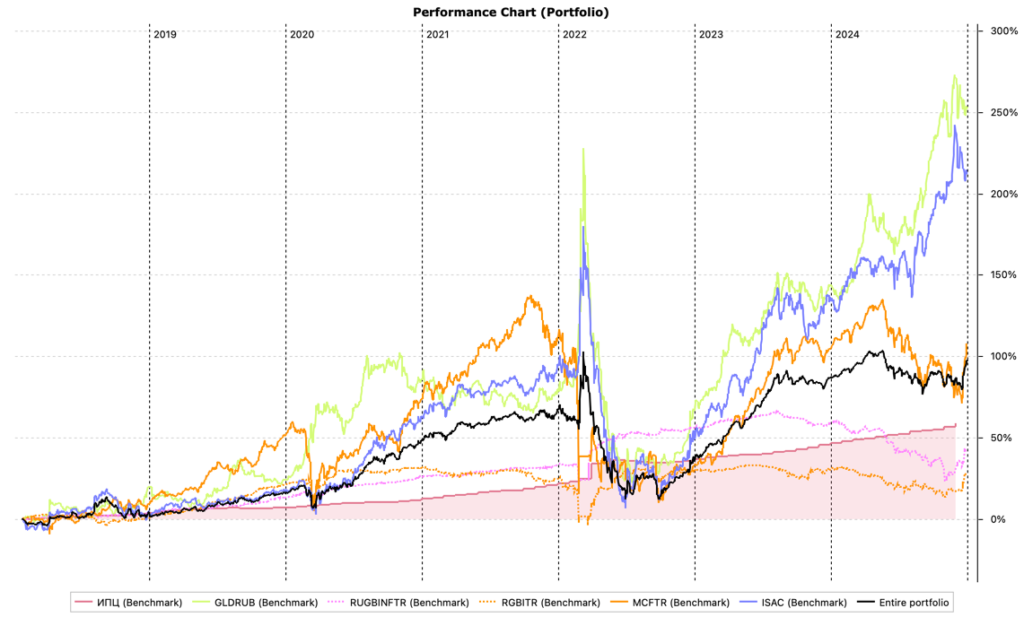 Performance Chart (Portfolio)
2019 2020 2021 2022 2023 2024
300%
250%
200%
150%
100%
50%
0%
ИПЦ (Benchmark) GLDRUB (Benchmark) RUGBINFTR (Benchmark) RGBITR (Benchmark) MCFTR (Benchmark) ISAC (Benchmark) Entire portfolio